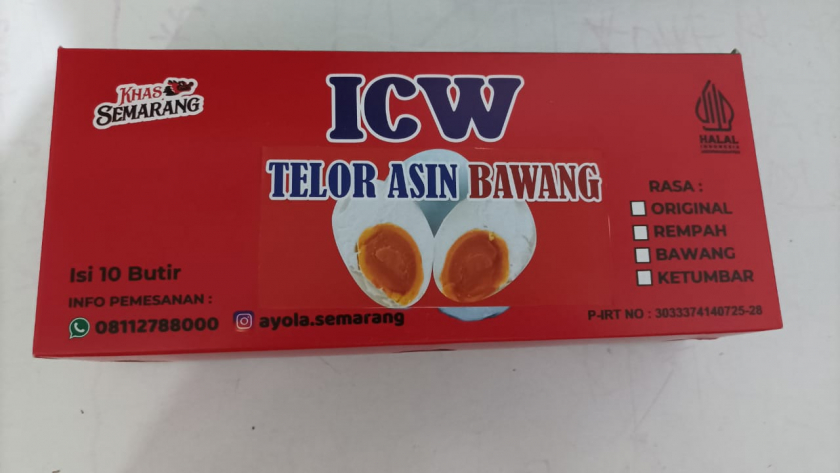 KHAS
SEMARANG
ICW
TELOR ASIN BAWANG
HALAL
INDONESIA
RASA :
ORIGINAL
REMPAH
BAWANG
KETUMBAR
Isi 10 Butir
INFO PEMESANAN :
08112788000 ayola.semarang
P-IRT NO : 3033374140725-28